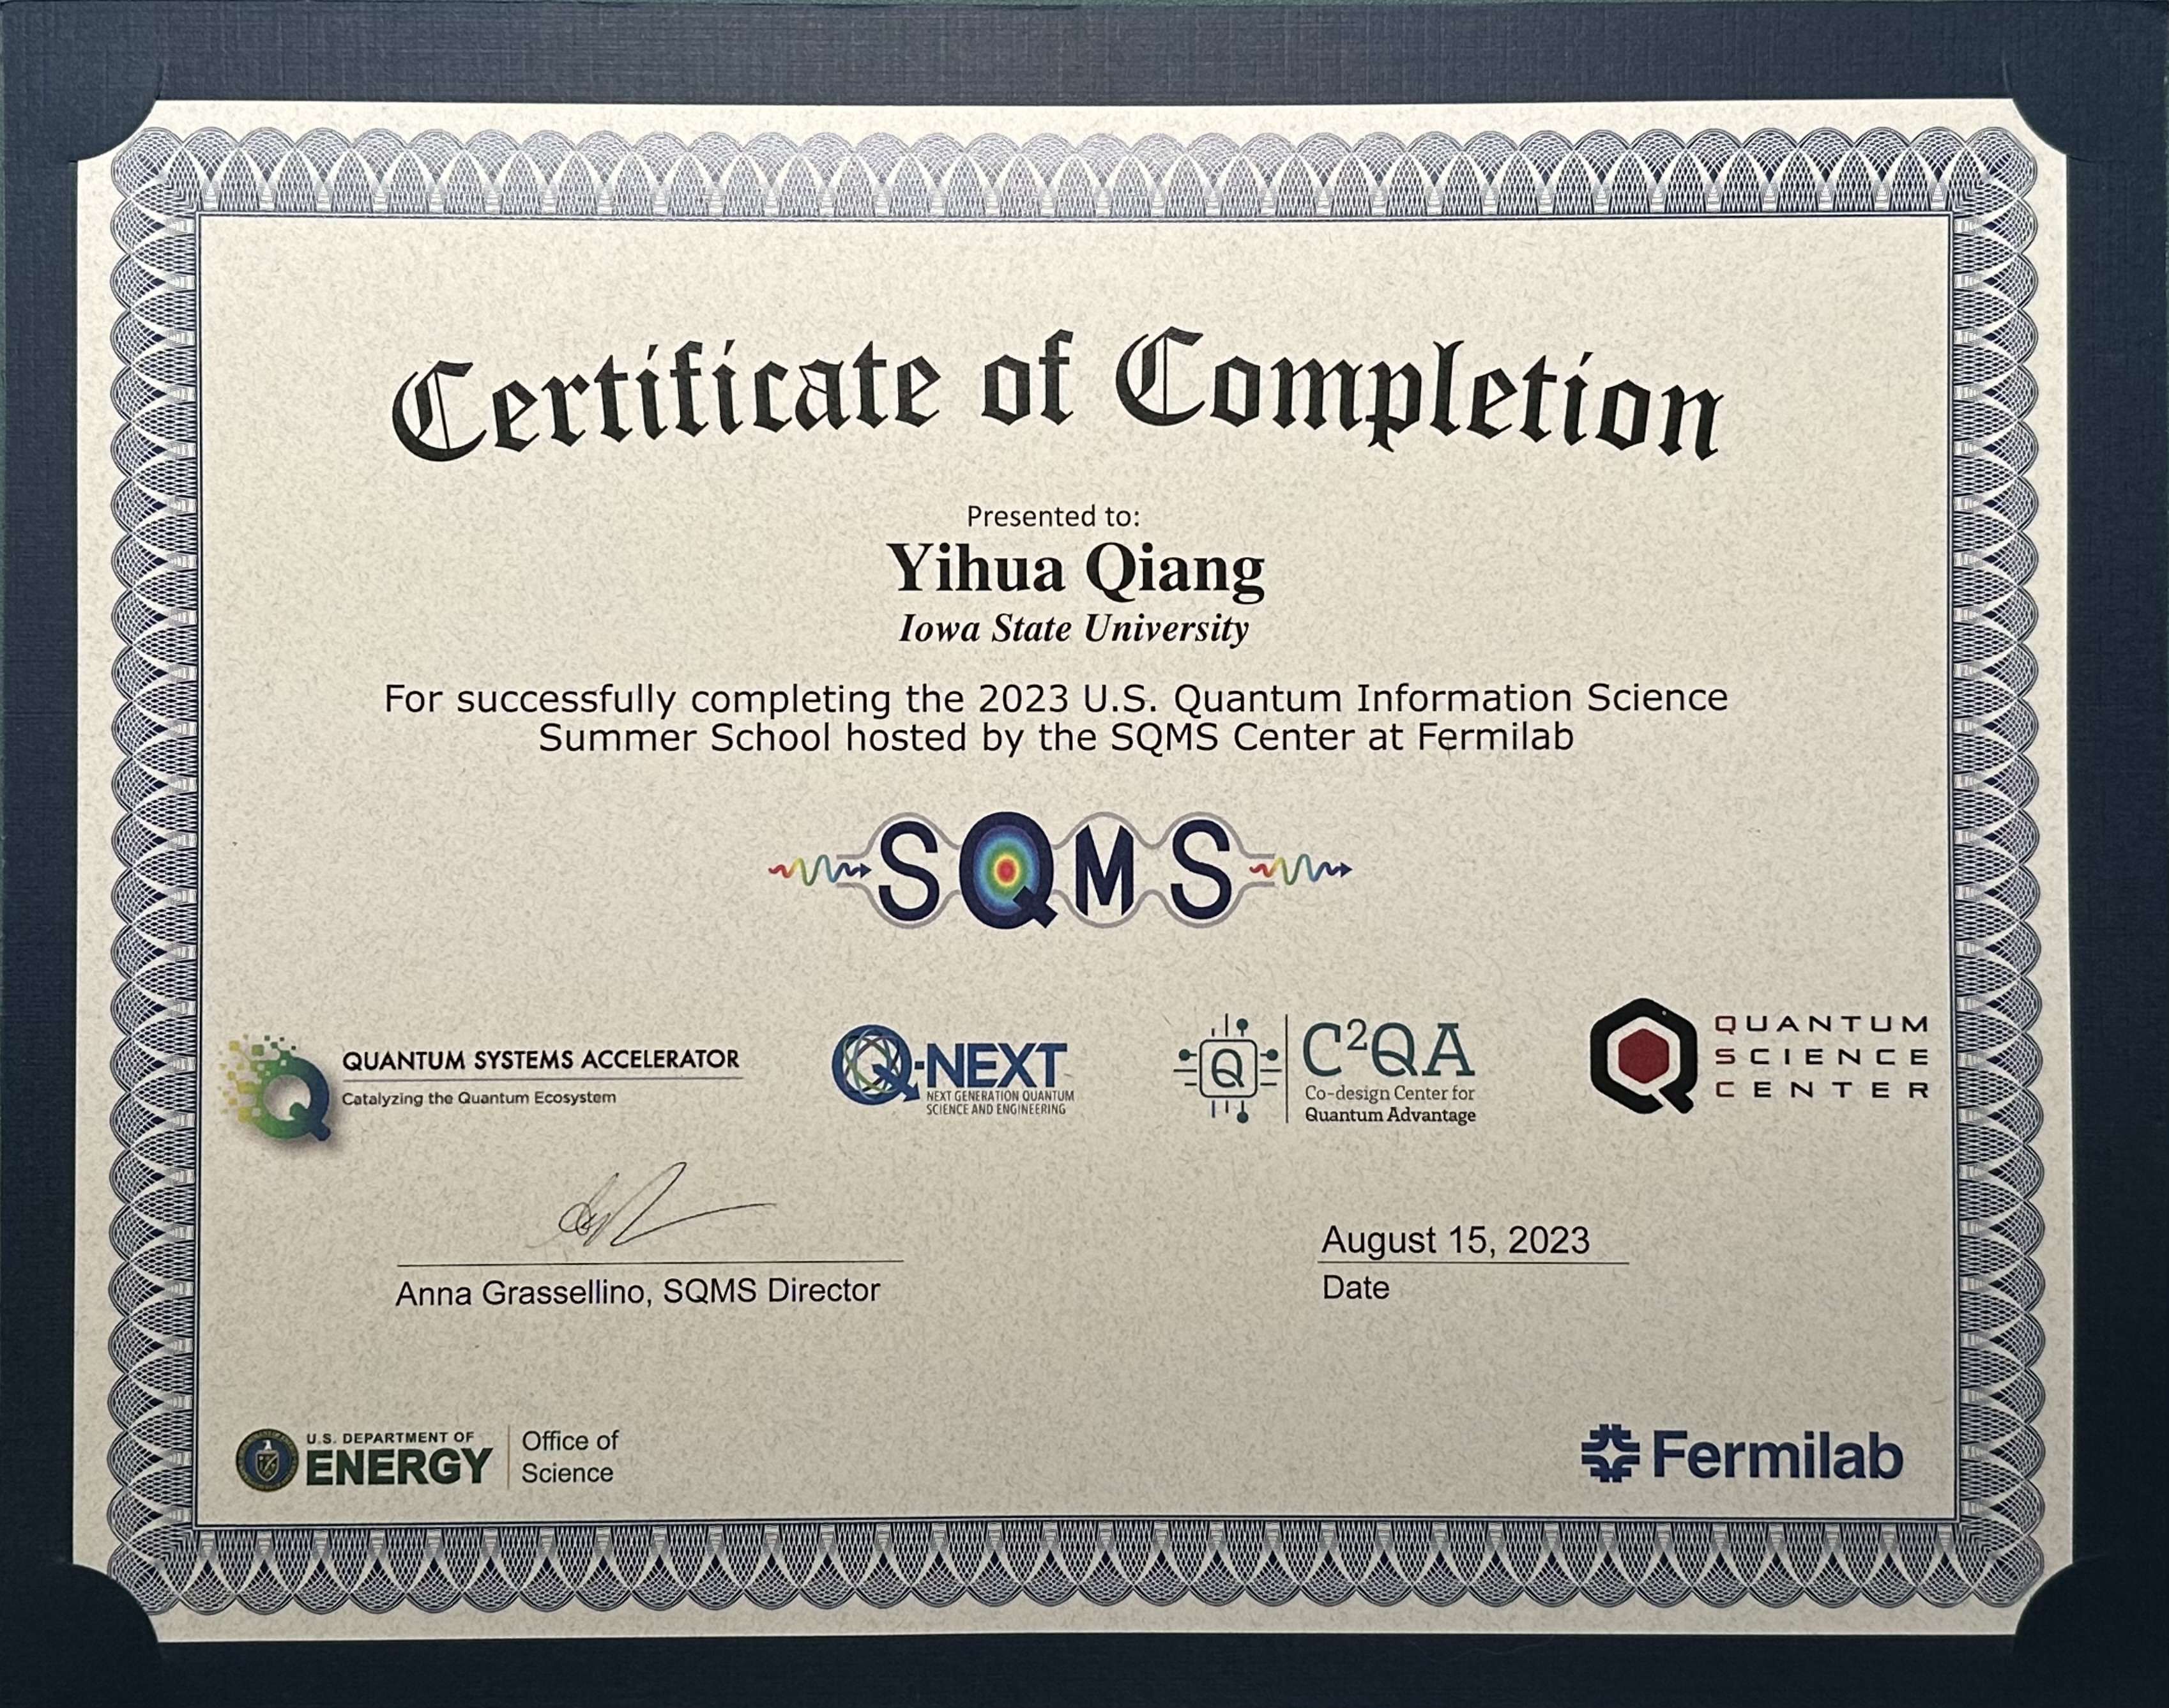 Certificate of Completion
Presented to:
Yihua Qiang
Iowa State University
For successfully completing the 2023 U.S. Quantum Information Science
Summer School hosted by the SQMS Center at Fermilab
SQMS
QUANTUM SYSTEMS ACCELERATOR
Catalyzing the Quantum Ecosystem
Q-NEXT
NEXT GENERATION QUANTUM
SCIENCE AND ENGINEERING
Q
C²QA
Co-design Center for
Quantum Advantage
QUANTUM
SCIENCE
CENTER
August 15, 2023
Anna Grassellino, SQMS Director
Date
U.S. DEPARTMENT OF
ENERGY
Office of
Science
Fermilab